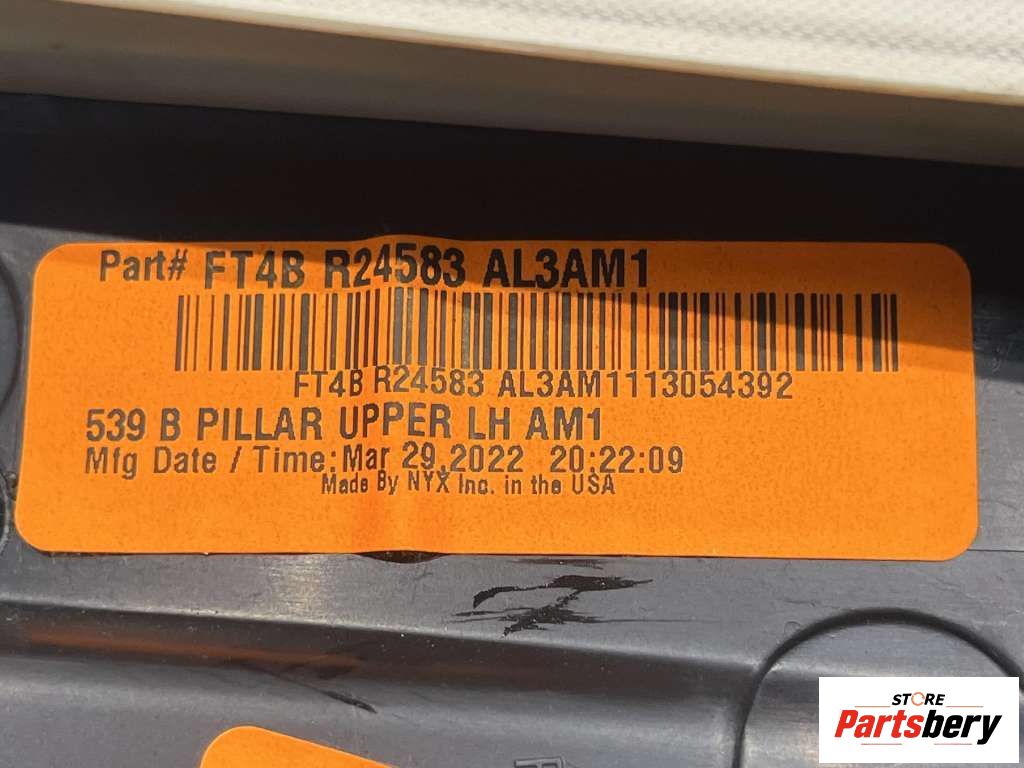 Part# FT4B R24583 AL3AM1
FT4B R24583 AL3AM1113054392
539 B PILLAR UPPER LH AM1
Mfg Date / Time:Mar 29,2022 20:22:09
Made By NYX Inc. in the USA
STORE
Partsbery